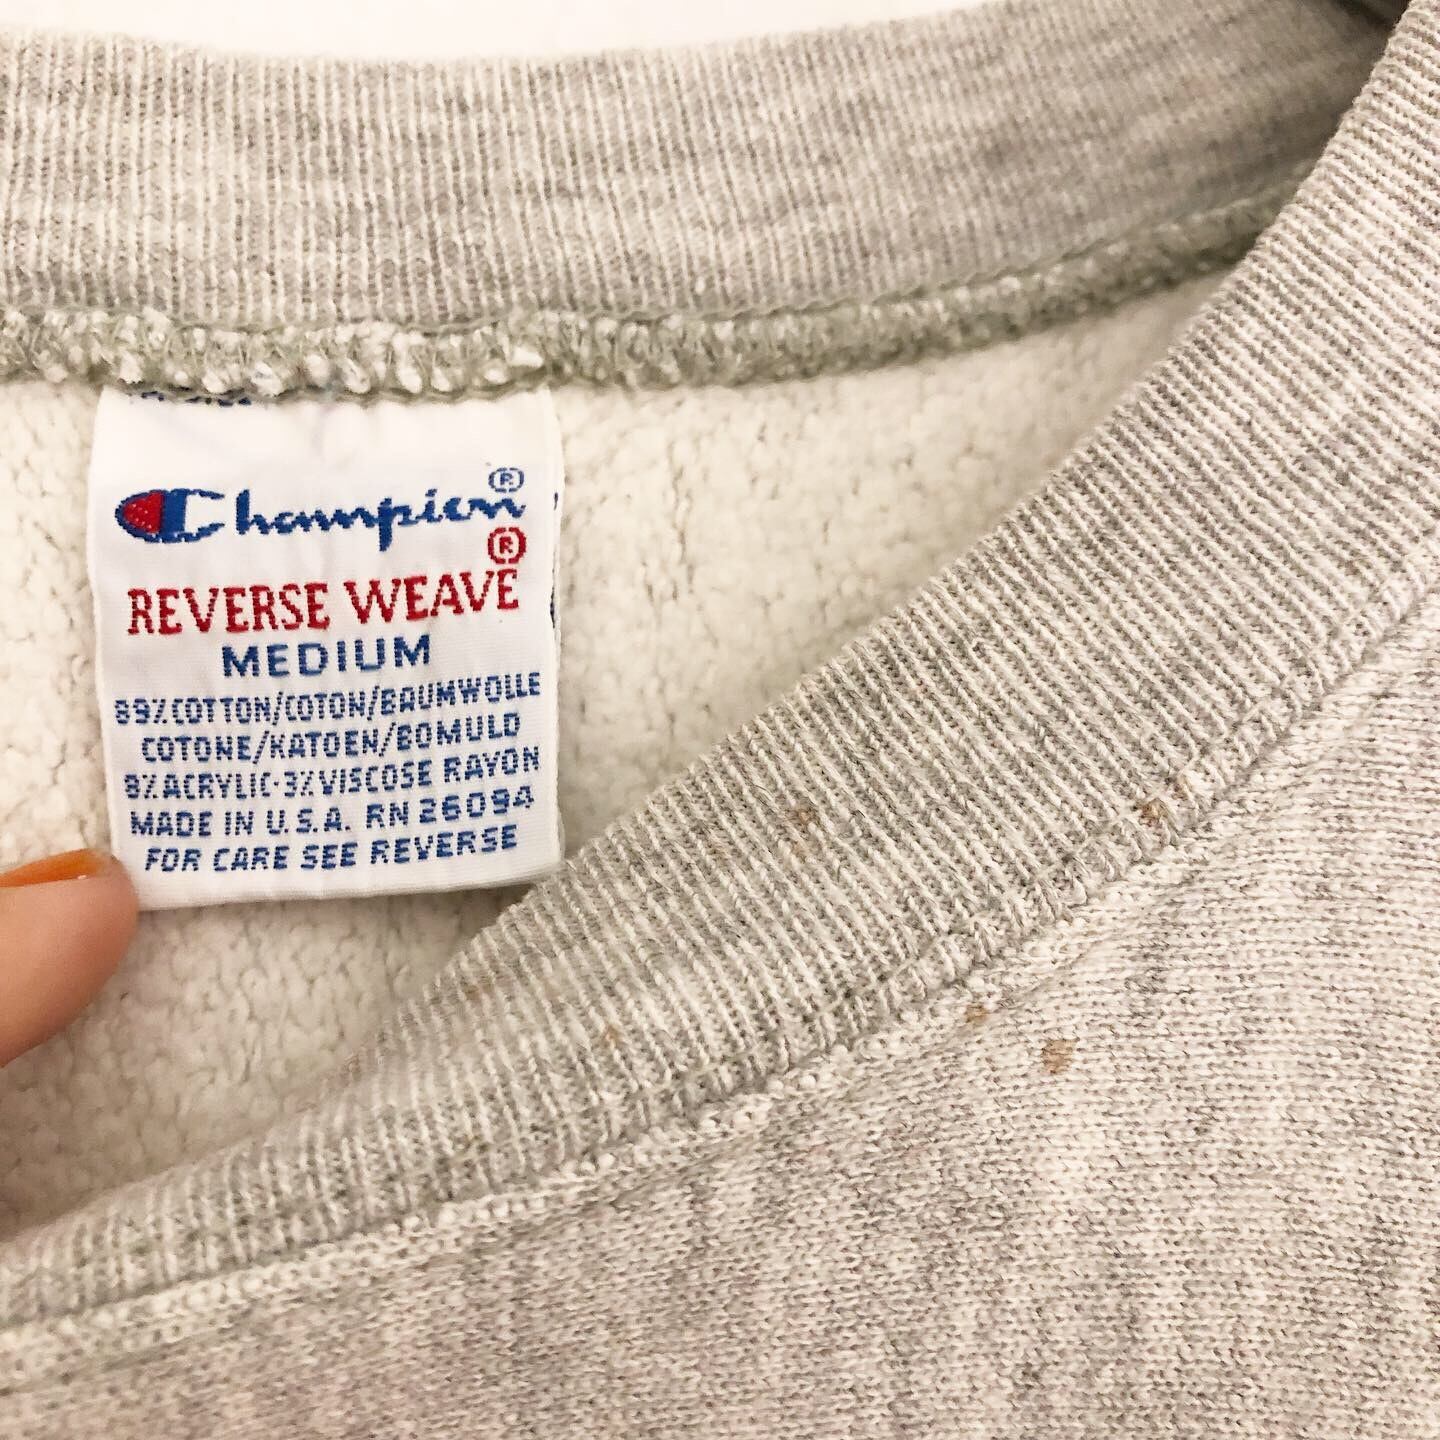 Champion®
REVERSE WEAVE®
MEDIUM
89% COTTON/COTON/BAUMWOLLE
COTONE/KATOEN/BOMULD
8% ACRYLIC·3% VISCOSE RAYON
MADE IN U.S.A. RN 26094
FOR CARE SEE REVERSE